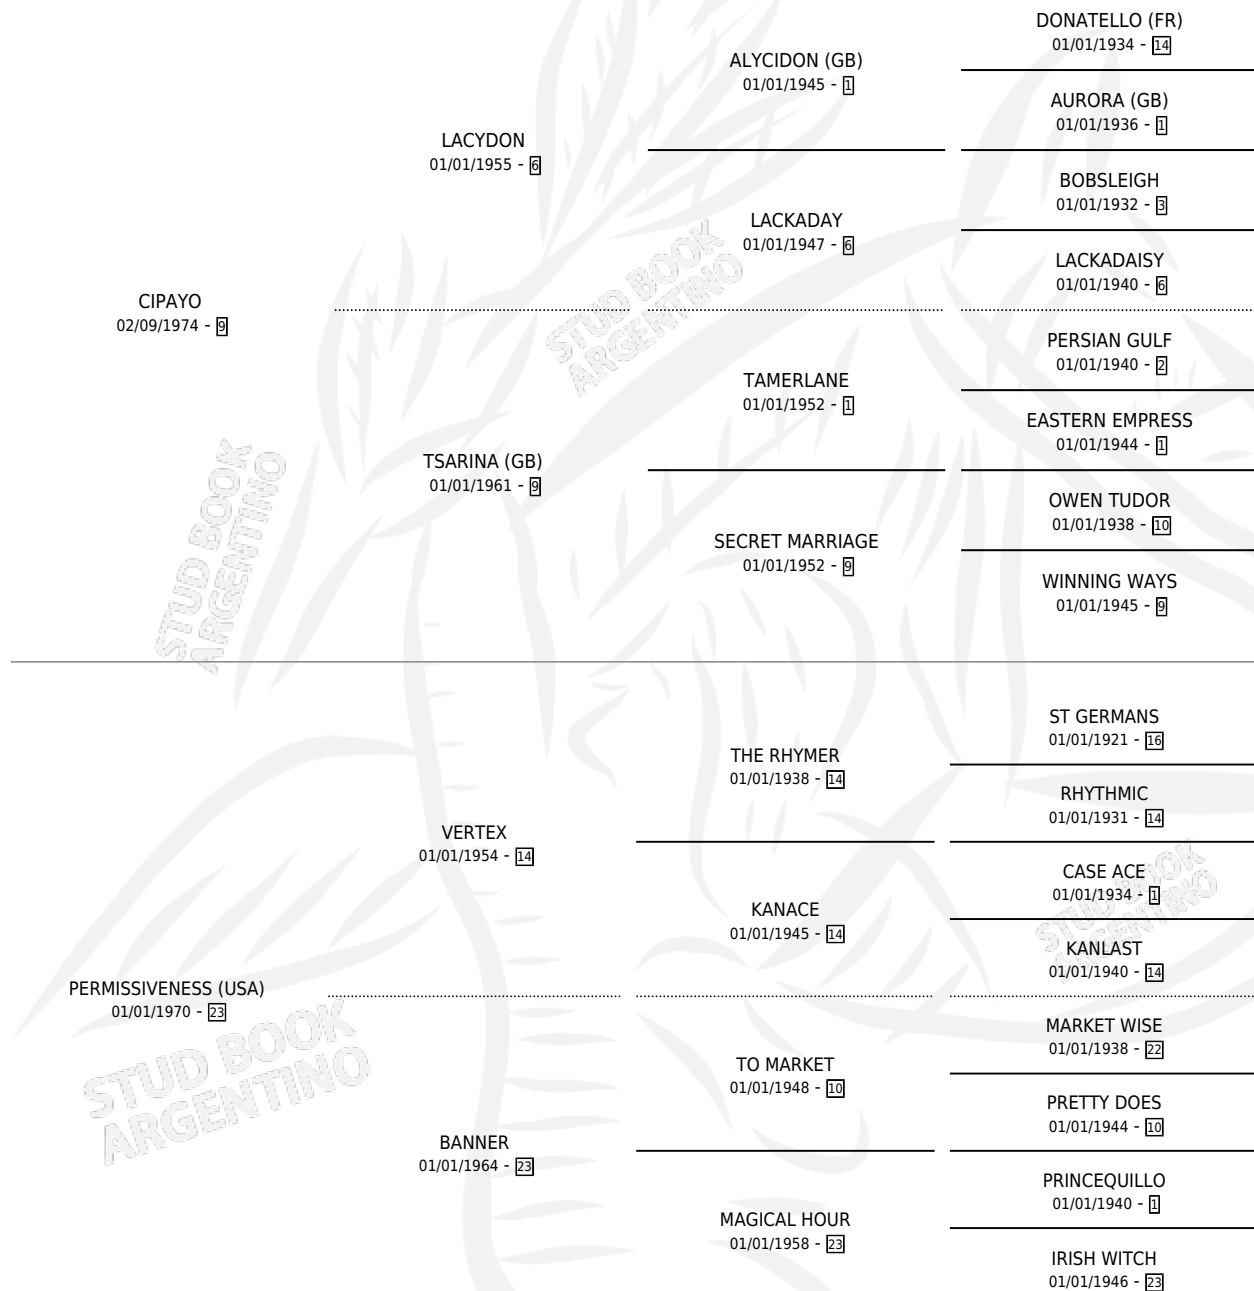 DONATELLO (FR)
01/01/1934 - 14
ALYCIDON (GB)
01/01/1945 - 1
AURORA (GB)
01/01/1936 - 1
LACYDON
01/01/1955 - 6
BOBSLEIGH
01/01/1932 - 3
LACKADAY
01/01/1947 - 6
LACKADAISY
01/01/1940 - 6
CIPAYO
02/09/1974 - 9
PERSIAN GULF
01/01/1940 - 2
TAMERLANE
01/01/1952 - 1
EASTERN EMPRESS
01/01/1944 - 1
TSARINA (GB)
01/01/1961 - 9
OWEN TUDOR
01/01/1938 - 10
SECRET MARRIAGE
01/01/1952 - 9
WINNING WAYS
01/01/1945 - 9
ST GERMANS
01/01/1921 - 16
THE RHYMER
01/01/1938 - 14
RHYTHMIC
01/01/1931 - 14
VERTEX
01/01/1954 - 14
CASE ACE
01/01/1934 - 1
KANACE
01/01/1945 - 14
KANLAST
01/01/1940 - 14
PERMISSIVENESS (USA)
01/01/1970 - 23
MARKET WISE
01/01/1938 - 22
TO MARKET
01/01/1948 - 10
PRETTY DOES
01/01/1944 - 10
BANNER
01/01/1964 - 23
PRINCEQUILLO
01/01/1940 - 1
MAGICAL HOUR
01/01/1958 - 23
IRISH WITCH
01/01/1946 - 23
STUD BOOK
ARGENTINO
STUD BOOK
ARGENTINO
STUD BOOK
ARGENTINO
STUD BOOK
ARGENTINO